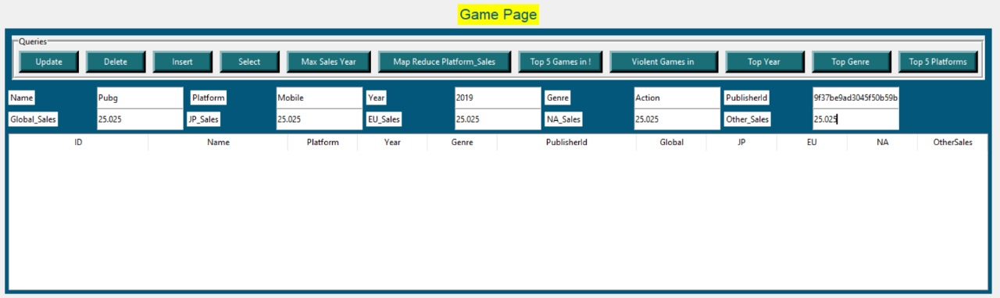 Game Page
Queries
Update Delete Insert Select Max Sales Year Map Reduce Platform_Sales Top 5 Games in ! Violent Games in Top Year Top Genre Top 5 Platforms
Name Pubg Platform Mobile Year 2019 Genre Action PublisherId 9f37be9ad3045f50b59b
Global_Sales 25.025 JP_Sales 25.025 EU_Sales 25.025 NA_Sales 25.025 Other_Sales 25.025
ID Name Platform Year Genre PublisherId Global JP EU NA OtherSales